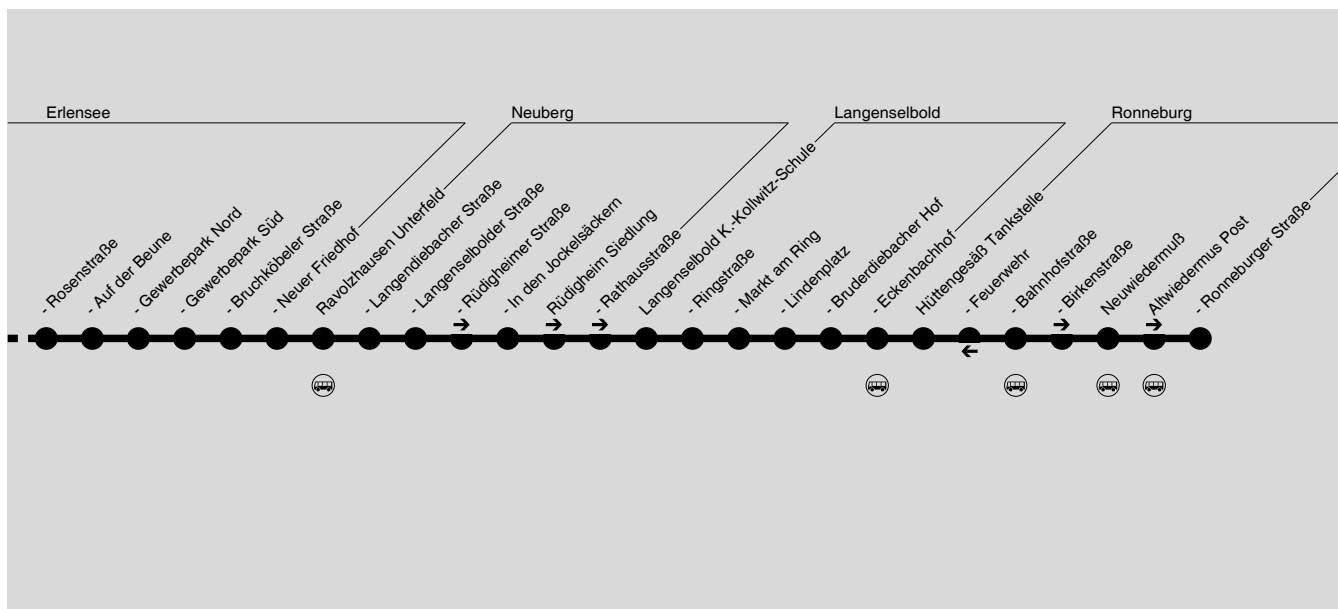 Erlensee
Neuberg
Langenselbold
Ronneburg
- Rosenstraße
- Auf der Beune
- Gewerbepark Nord
- Gewerbepark Süd
- Bruchköbeler Straße
- Neuer Friedhof
Ravolzhausen Unterfeld
- Langendiebacher Straße
- Langenselbolder Straße
- Rüdigheimer Straße
- In den Jockelsäckern
Rüdigheim Siedlung
- Rathausstraße
Langenselbold K.-Kollwitz-Schule
- Ringstraße
- Markt am Ring
- Lindenplatz
- Bruderdiebacher Hof
- Eckenbachhof
Hüttengesäß Tankstelle
- Feuerwehr
- Bahnhofstraße
- Birkenstraße
Neuwiedermuß
Altwiedermus Post
- Ronneburger Straße